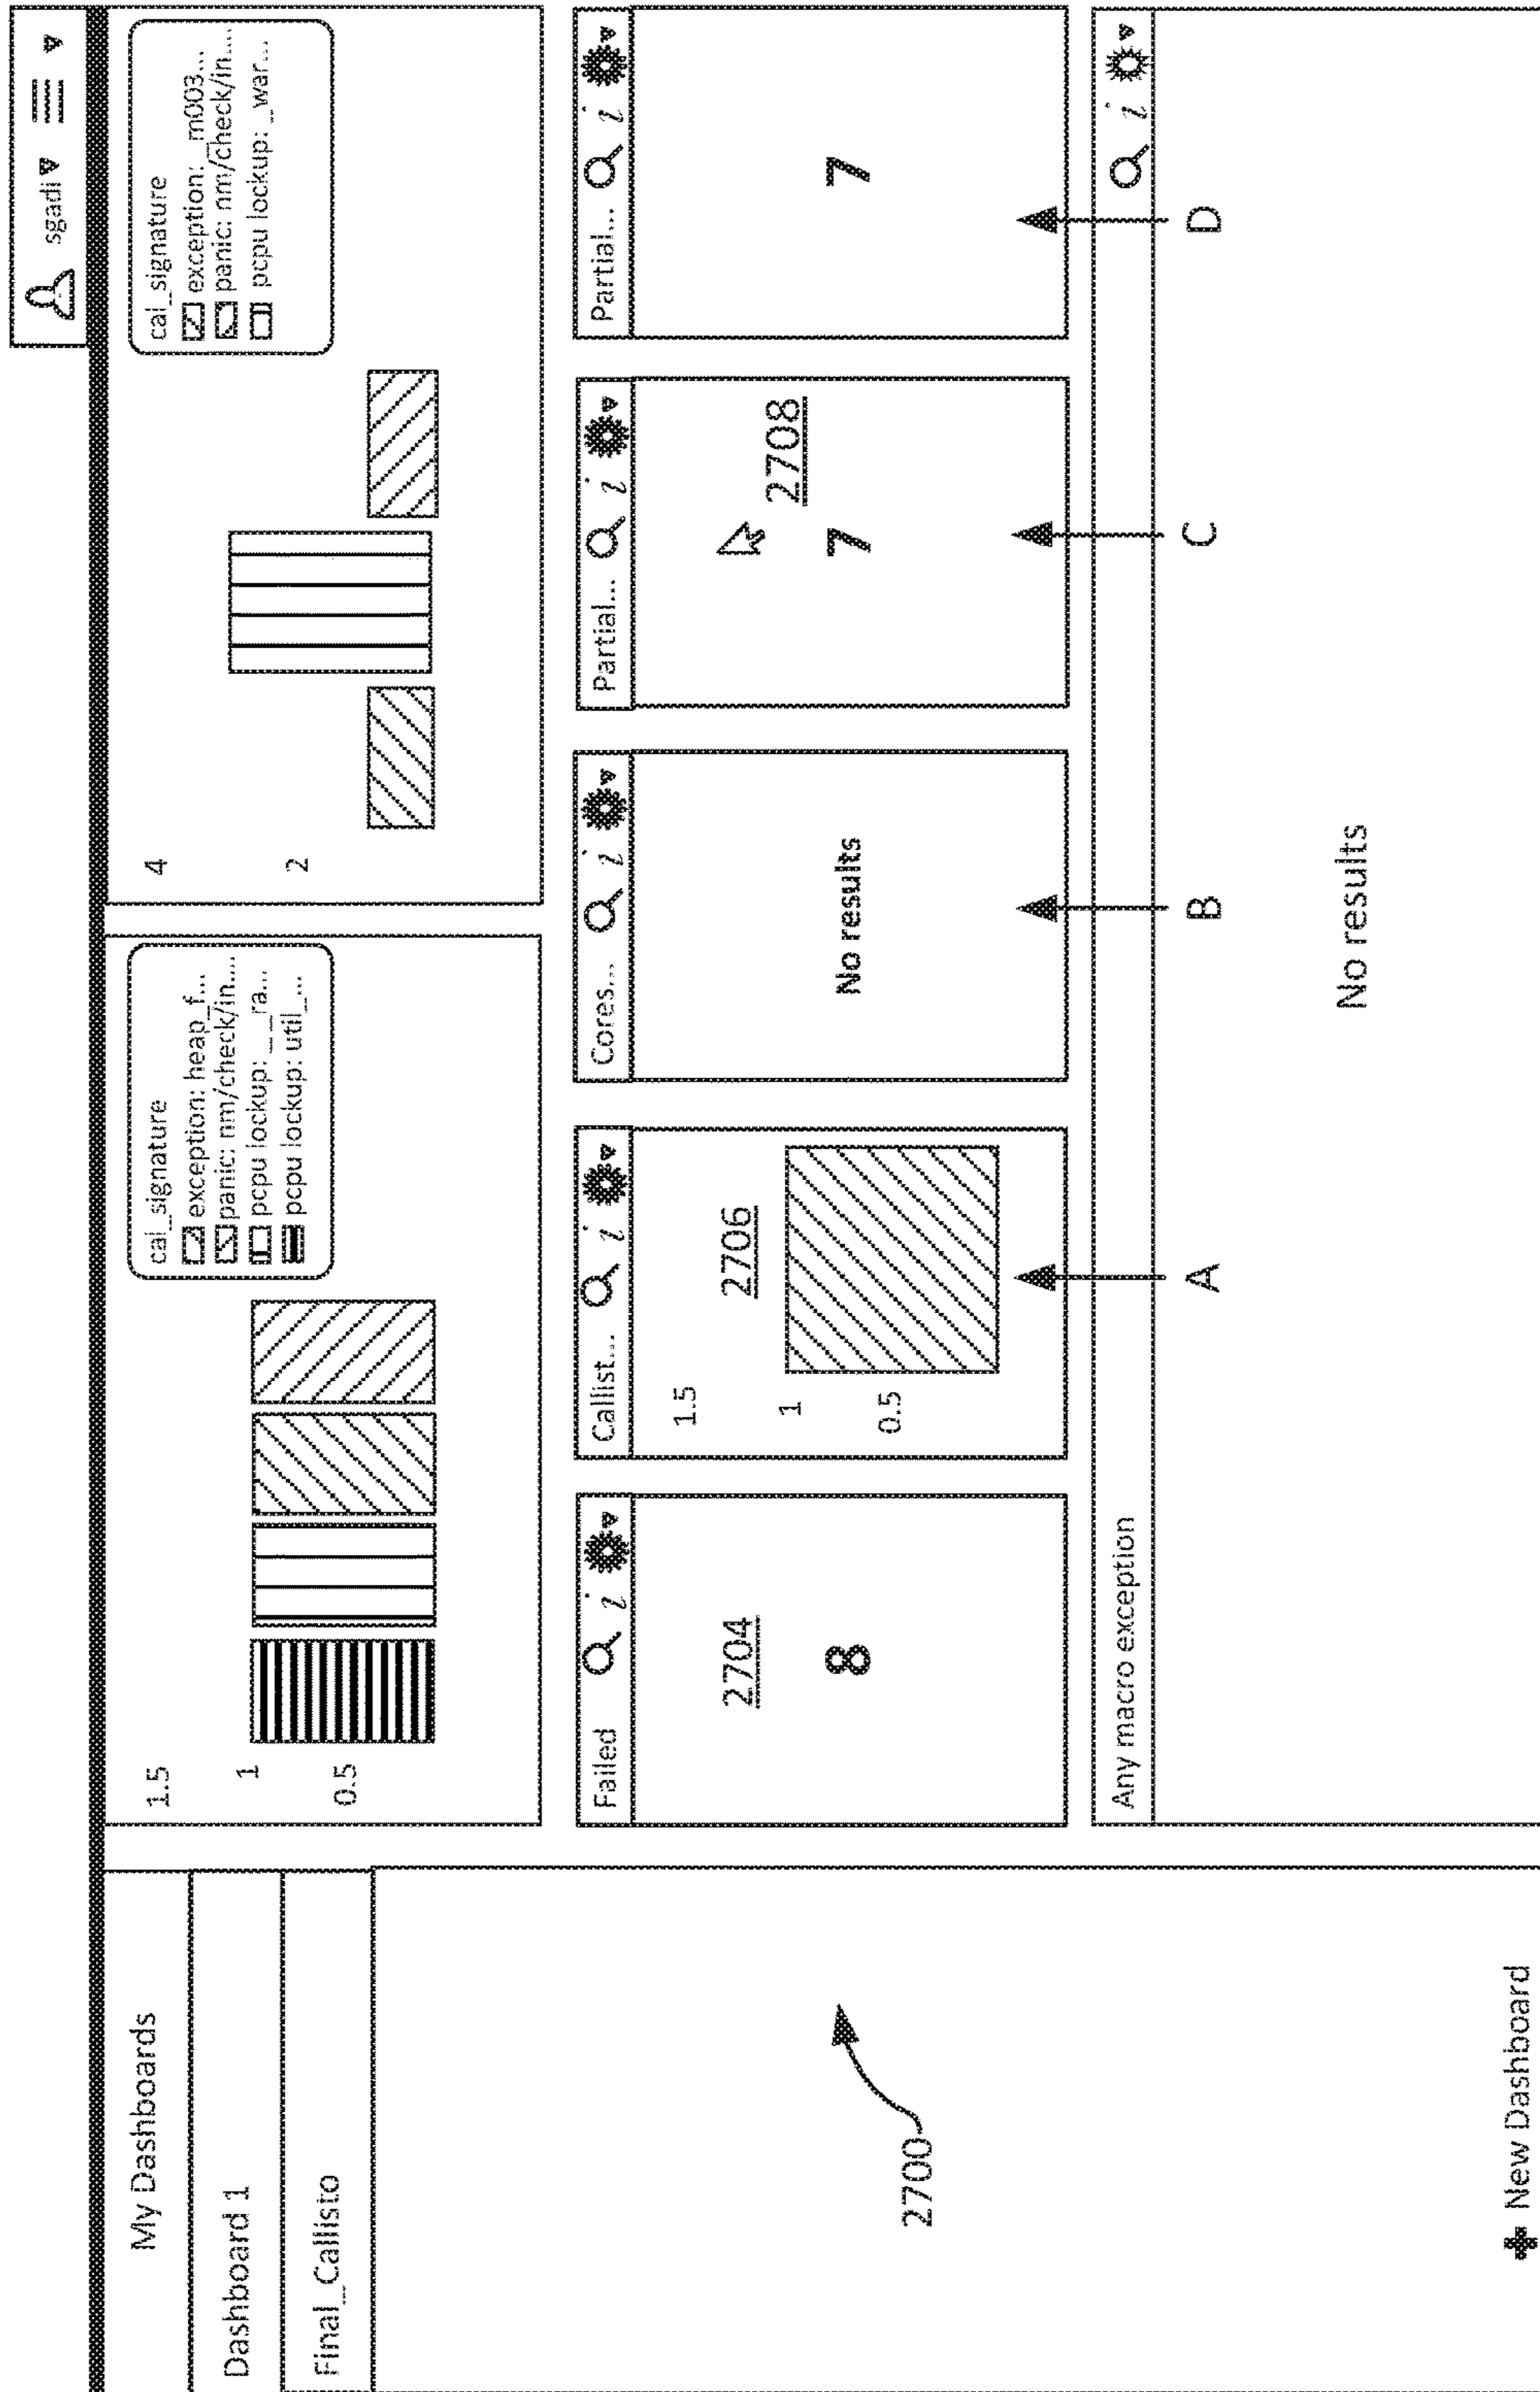 sgadi
My Dashboards
Dashboard 1
Final_Callisto
2700
New Dashboard
1.5
1
0.5
cal_signature
exception: heap_f...
panic: nm/check/in....
pcpu lockup: __ra...
pcpu lockup: util_...
4
2
cal_signature
exception: _m003...
panic: nm/check/in....
pcpu lockup: _war...
Failed i
2704
8
Callist... i
1.5
1
0.5
2706
Cores... i
No results
Partial... i
2708
7
Partial... i
7
A
B
C
D
Any macro exception i
No results